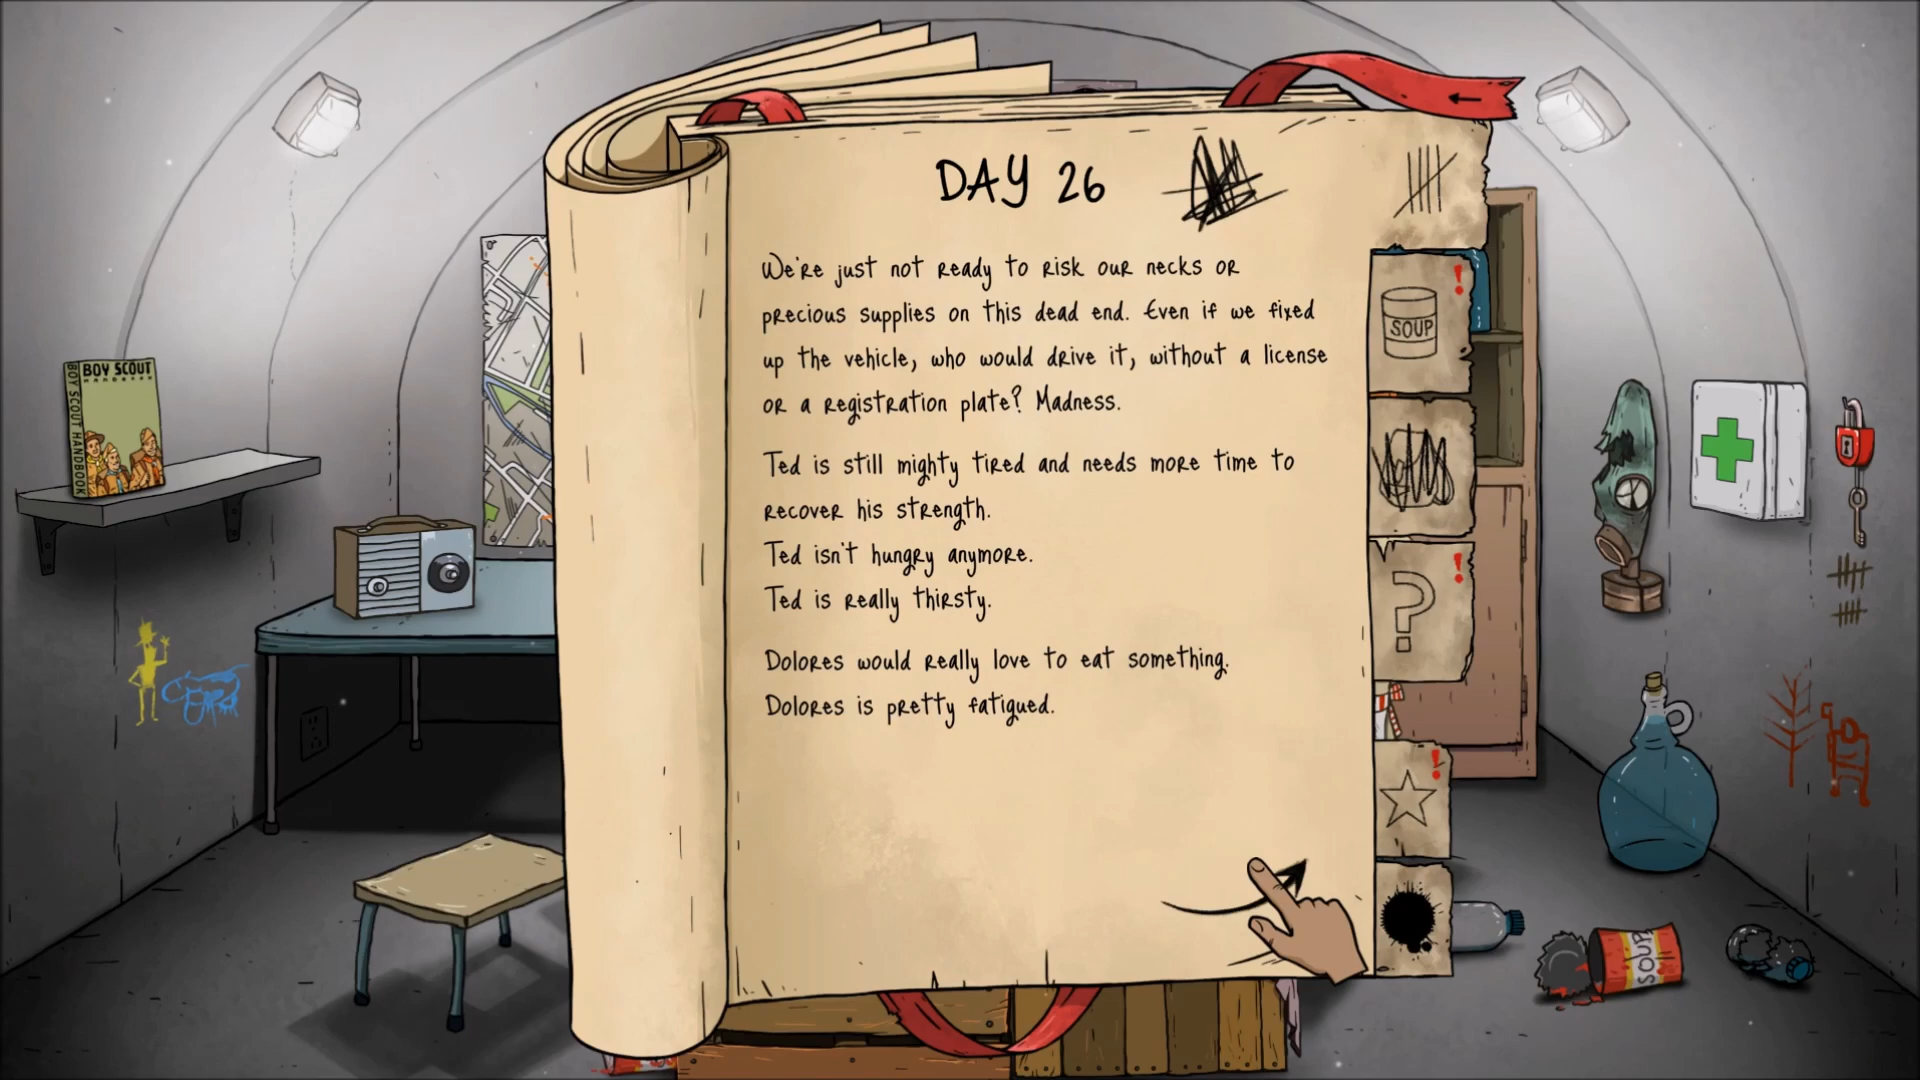 DAY 26
We're just not ready to risk our necks or
precious supplies on this dead end. Even if we fixed
up the vehicle, who would drive it, without a license
or a registration plate? Madness.
Ted is still mighty tired and needs more time to
recover his strength.
Ted isn't hungry anymore.
Ted is really thirsty.
Dolores would really love to eat something.
Dolores is pretty fatigued.
BOY SCOUT
HANDBOOK
BOY SCOUT HANDBOOK
!
SOUP
!
?
!
SOUP